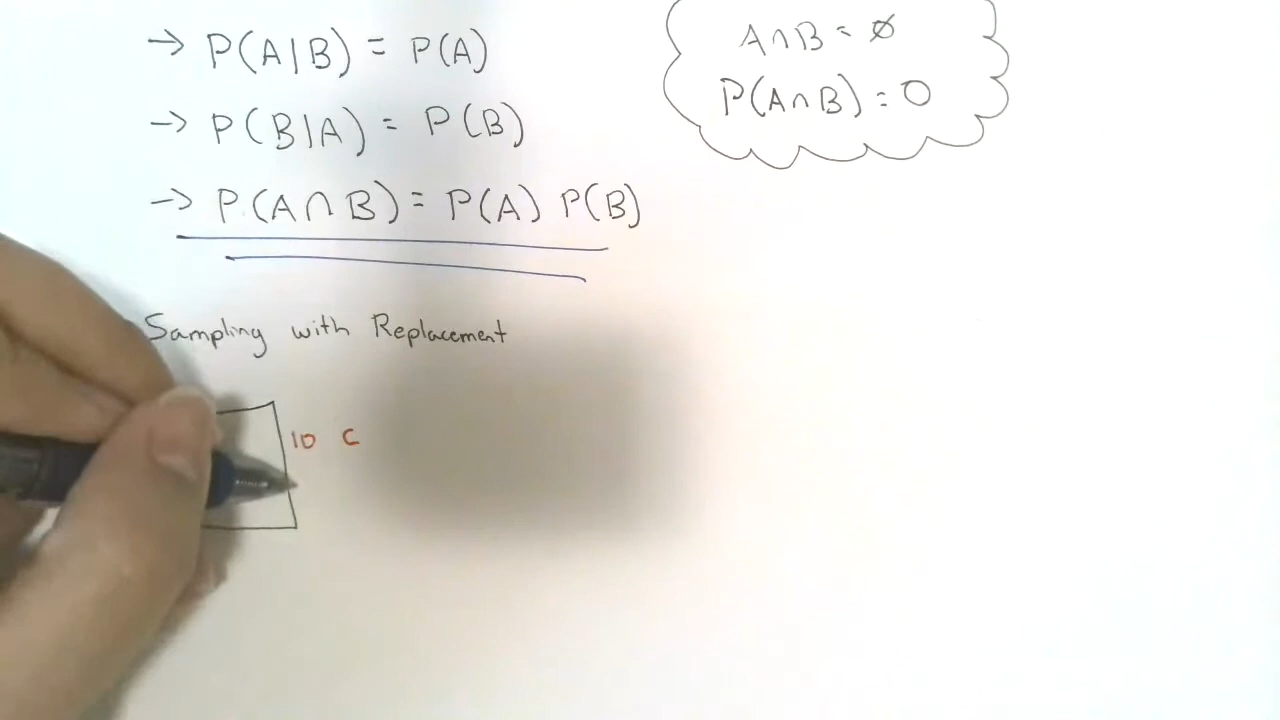 → P(A|B) = P(A)
→ P(B|A) = P(B)
→ P(A∩B) = P(A) P(B)
A∩B = ∅
P(A∩B) = 0
Sampling with Replacement
10 C